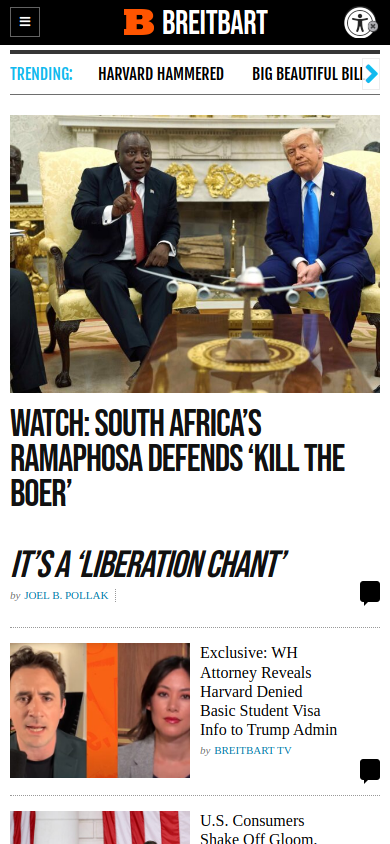 B BREITBART
TRENDING:
HARVARD HAMMERED
BIG BEAUTIFUL BILL
WATCH: SOUTH AFRICA’S
RAMAPHOSA DEFENDS ‘KILL THE
BOER’
IT’S A ‘LIBERATION CHANT’
by JOEL B. POLLAK
Exclusive: WH
Attorney Reveals
Harvard Denied
Basic Student Visa
Info to Trump Admin
by BREITBART TV
U.S. Consumers
Shake Off Gloom,